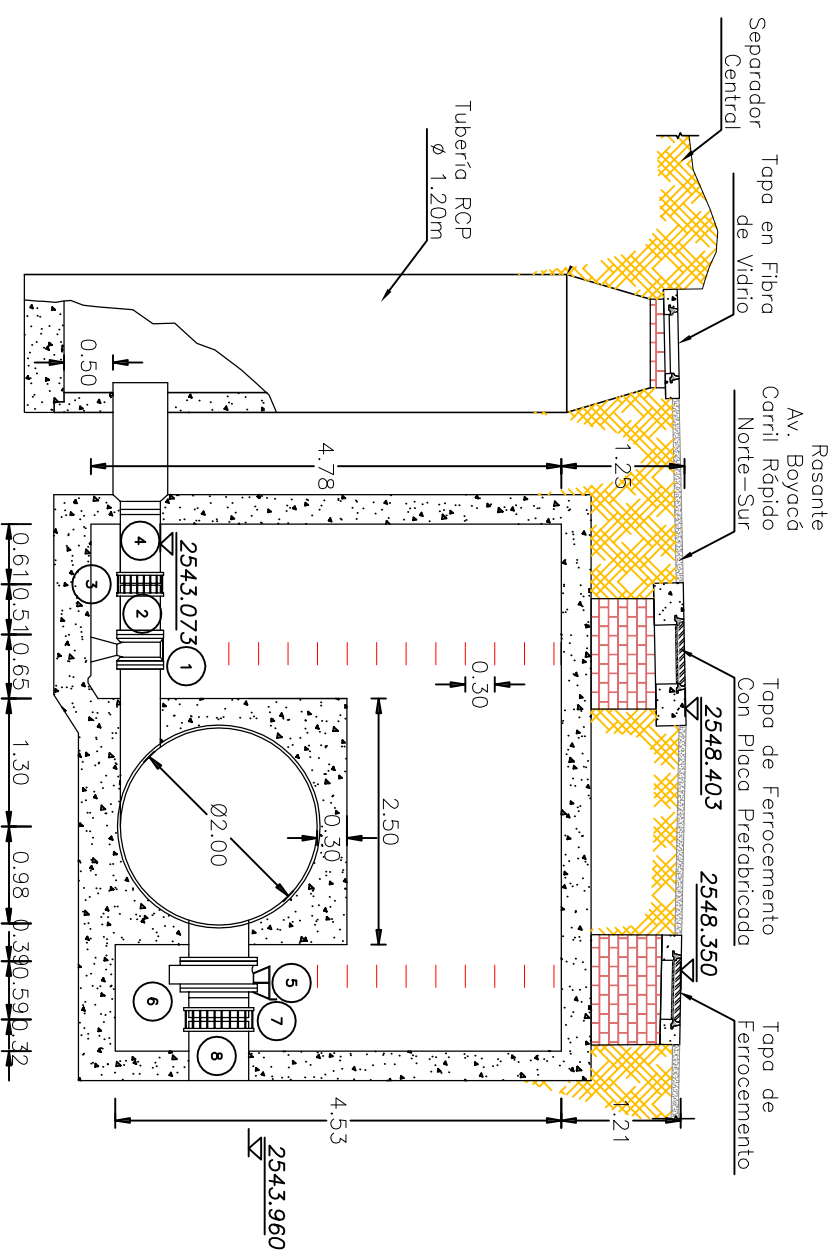 Separador
Central
Tapa en Fibra
de Vidrio
Rasante
Av. Boyacá
Carril Rápido
Norte-Sur
Tapa de Ferrocemento
Con Placa Prefabricada
Tapa de
Ferrocemento
2548.403
2548.350
Tubería RCP
ø 1.20m
1.25
1.21
4.78
4.53
0.30
2.50
0.30
Ø2.00
0.50
2543.073
2543.960
1
2
3
4
5
6
7
8
0.61
0.51
0.65
1.30
0.98
0.39
0.59
0.32